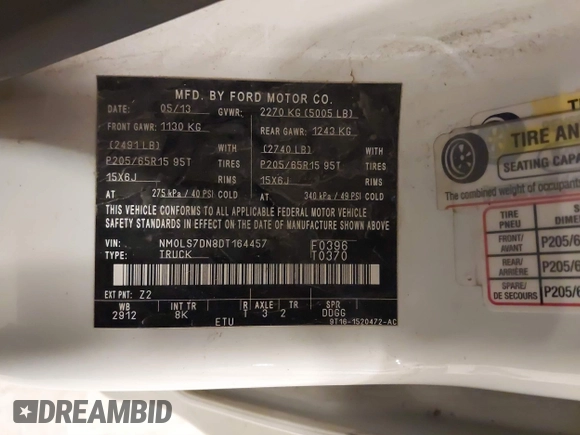 MFD. BY FORD MOTOR CO.
DATE: 05/13 GVWR: 2270 KG (5005 LB)
FRONT GAWR: 1130 KG REAR GAWR: 1243 KG
(2491 LB) WITH (2740 LB) WITH
P205/65R15 95T TIRES P205/65R15 95T TIRES
15X6J RIMS 15X6J RIMS
AT 275 kPa / 40 PSI COLD AT 340 kPa / 49 PSI COLD
THIS VEHICLE CONFORMS TO ALL APPLICABLE FEDERAL MOTOR VEHICLE
SAFETY STANDARDS IN EFFECT ON THE DATE OF MANUFACTURE SHOWN ABOVE.
VIN: NM0LS7DN8DT164457 F0396
TYPE: TRUCK T0370
EXT PNT: Z2
WB INT TR R AXLE TR SPR
2912 8K 1 3 2 DDGG
ETU 9T16-1520472-AC
TIRE AN
SEATING CAPA
The combined weight of occupants
TIRE
PNEU
DIME
FRONT/
AVANT P205/6
REAR/
ARRIÈRE P205/6
SPARE/
DE SECOURS P205/6
DREAMBID